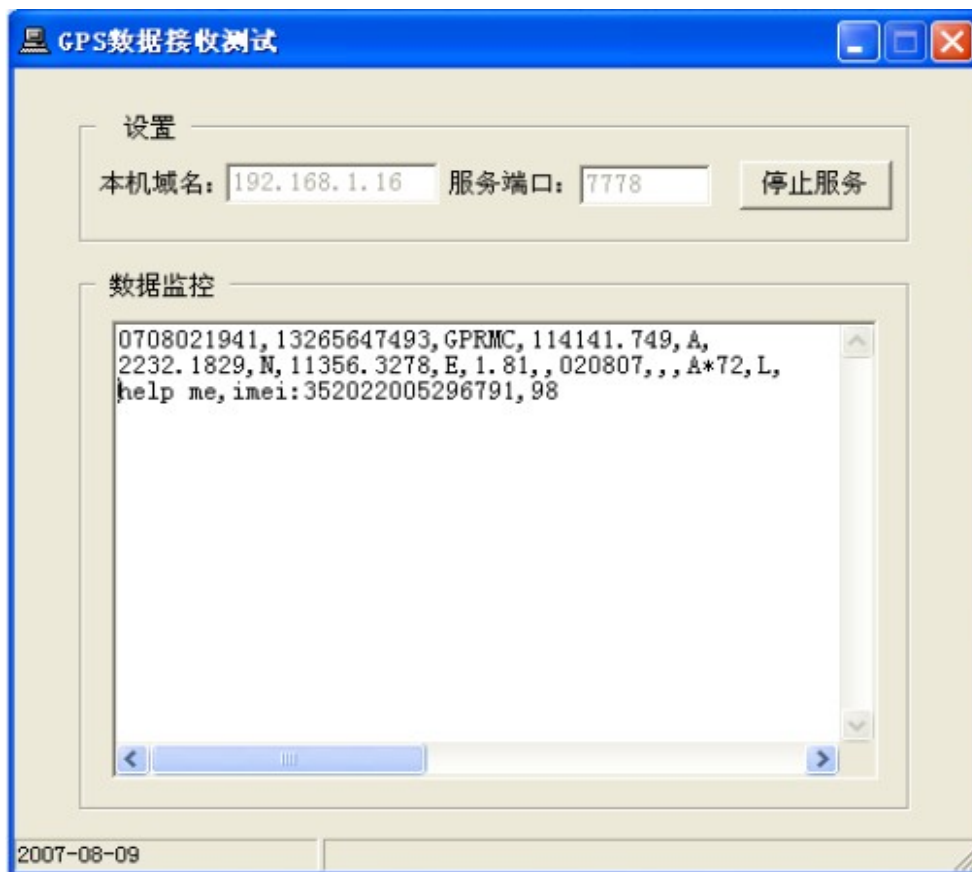 GPS数据接收测试
设置
本机域名: 192.168.1.16 服务端口: 7778 停止服务
数据监控
0708021941,13265647493,GPRMC,114141.749,A,
2232.1829,N,11356.3278,E,1.81,,020807,,,A*72,L,
help me,imei:352022005296791,98
2007-08-09